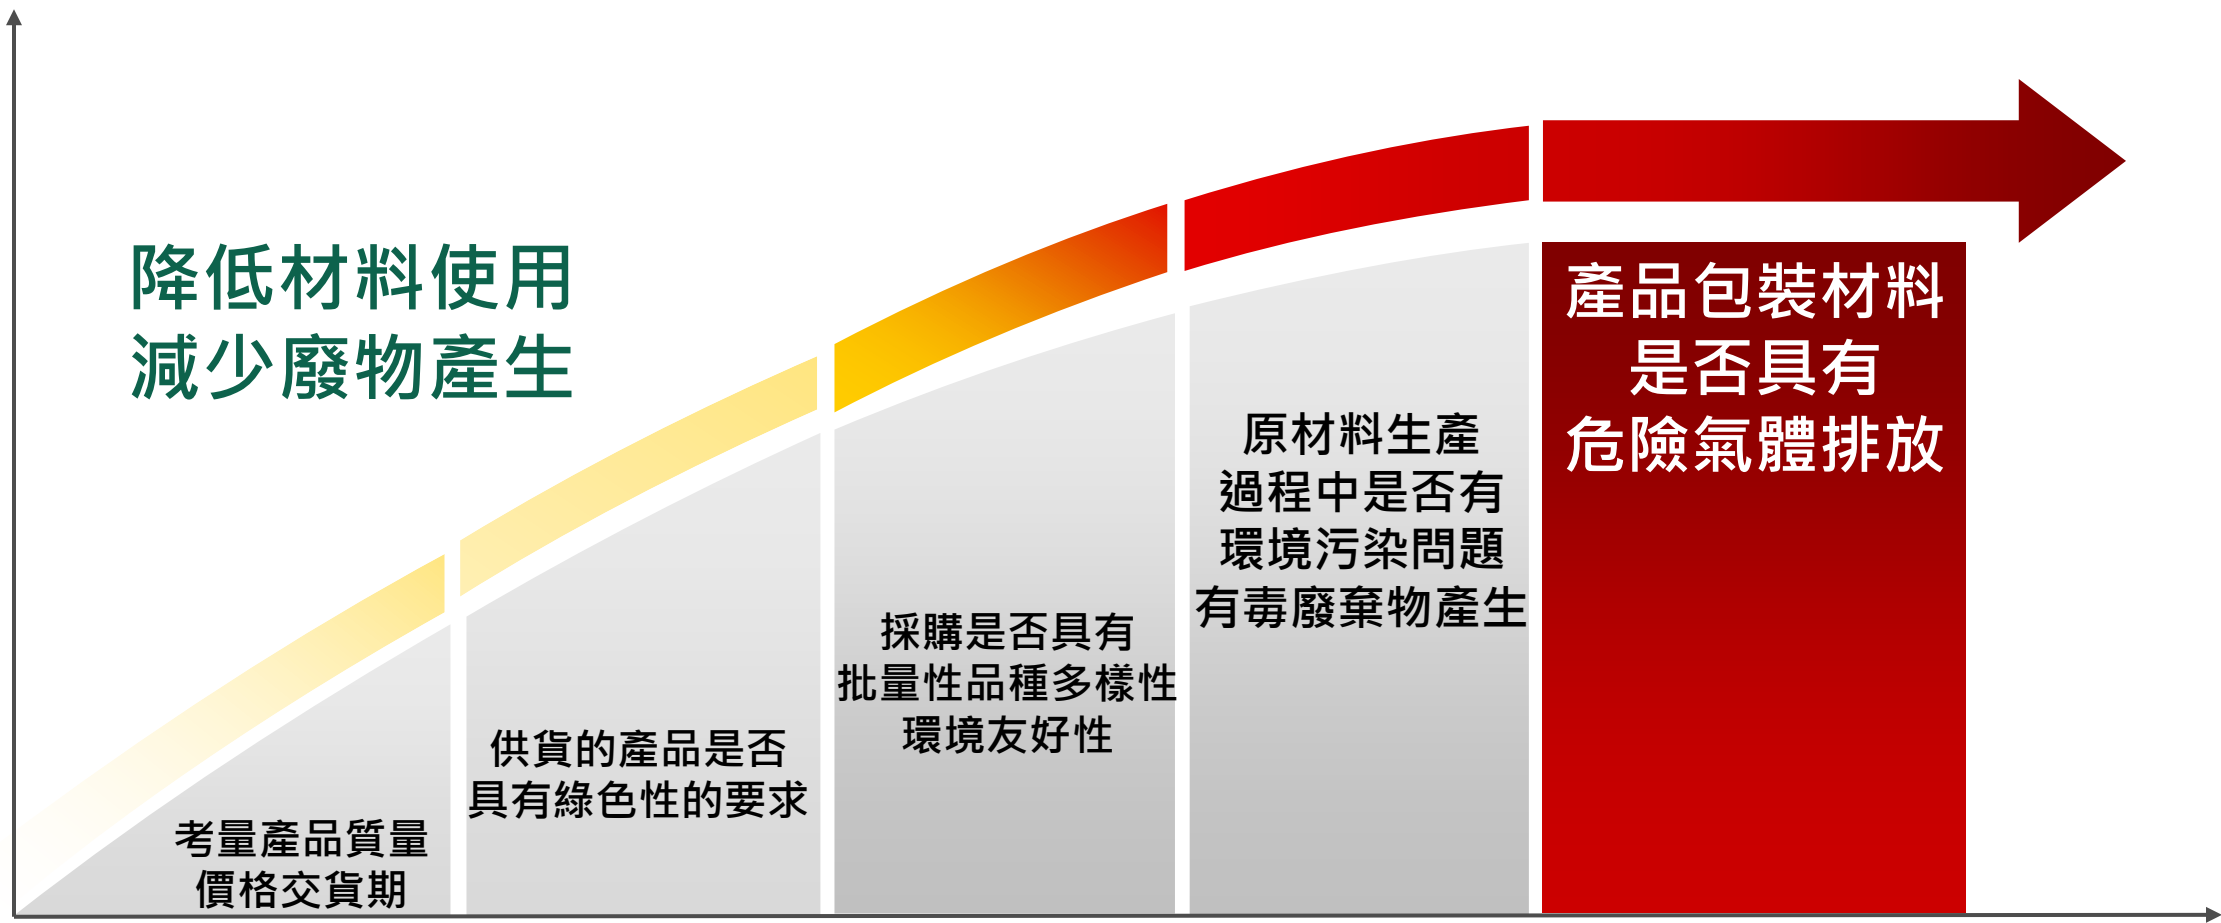 降低材料使用
減少廢物產生
考量產品質量
價格交貨期
供貨的產品是否
具有綠色性的要求
採購是否具有
批量性品種多樣性
環境友好性
原材料生產
過程中是否有
環境污染問題
有毒廢棄物產生
產品包裝材料
是否具有
危險氣體排放